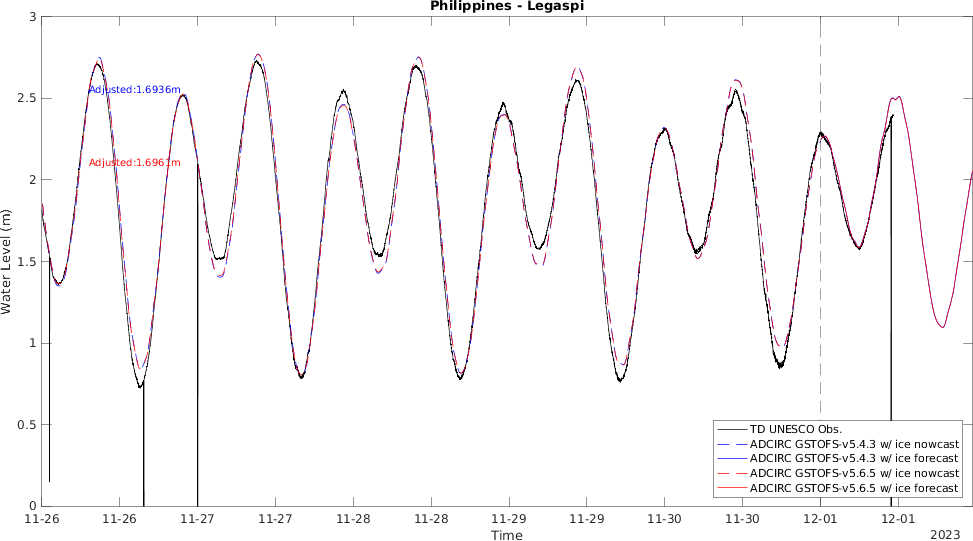 Philippines - Legaspi
3
2.5
2
1.5
1
0.5
0
Water Level (m)
Adjusted:1.6936m
Adjusted:1.6961m
TD UNESCO Obs.
ADCIRC GSTOFS-v5.4.3 w/ ice nowcast
ADCIRC GSTOFS-v5.4.3 w/ ice forecast
ADCIRC GSTOFS-v5.6.5 w/ ice nowcast
ADCIRC GSTOFS-v5.6.5 w/ ice forecast
11-26 11-26 11-27 11-27 11-28 11-28 11-29 11-29 11-30 11-30 12-01 12-01
Time
2023